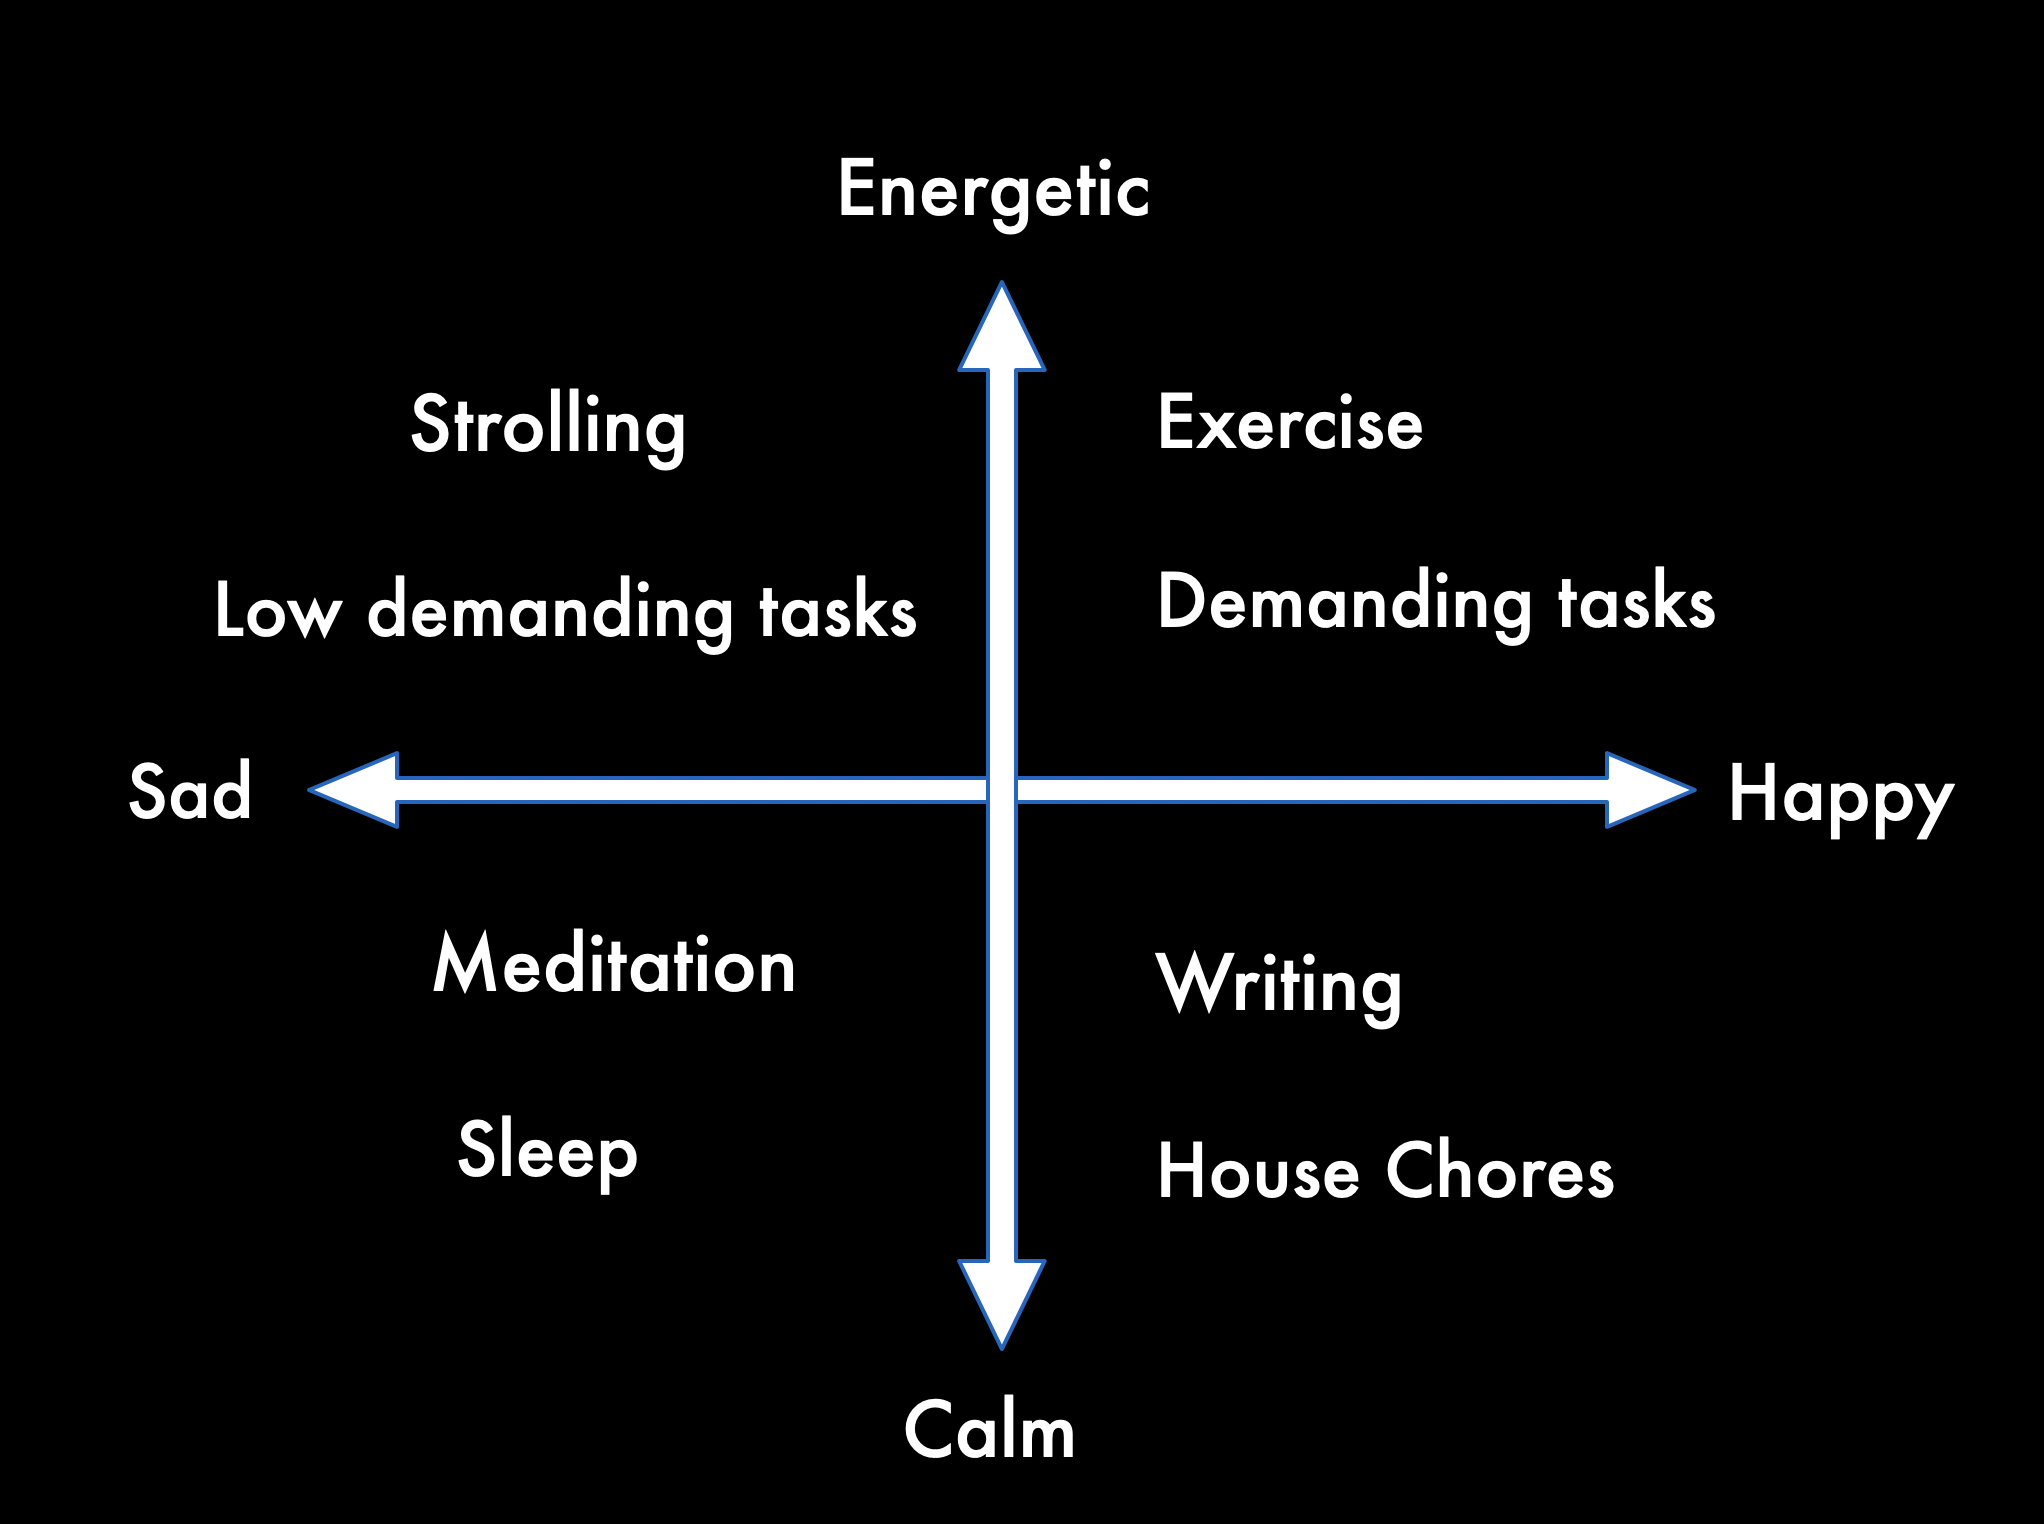 Energetic
Strolling
Exercise
Low demanding tasks
Demanding tasks
Sad
Happy
Meditation
Writing
Sleep
House Chores
Calm